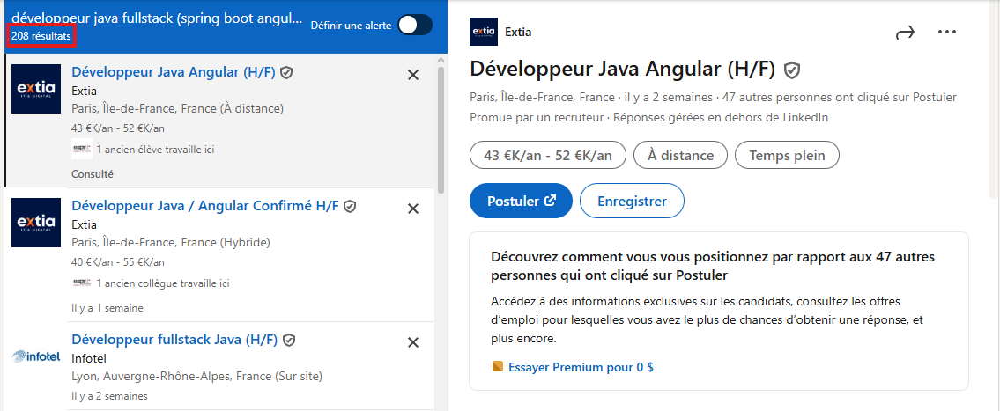 développeur java fullstack (spring boot angul...
208 résultats
Définir une alerte
extia
IT & DIGITAL
Développeur Java Angular (H/F)
Extia
Paris, Île-de-France, France (À distance)
43 €K/an - 52 €K/an
1 ancien élève travaille ici
Consulté
extia
IT & DIGITAL
Développeur Java / Angular Confirmé H/F
Extia
Paris, Île-de-France, France (Hybride)
40 €K/an - 55 €K/an
1 ancien collègue travaille ici
Il y a 1 semaine
infotel
Développeur fullstack Java (H/F)
Infotel
Lyon, Auvergne-Rhône-Alpes, France (Sur site)
Il y a 2 semaines
extia
Extia
Développeur Java Angular (H/F)
Paris, Île-de-France, France · il y a 2 semaines · 47 autres personnes ont cliqué sur Postuler
Promue par un recruteur · Réponses gérées en dehors de LinkedIn
43 €K/an - 52 €K/an
À distance
Temps plein
Postuler
Enregistrer
Découvrez comment vous vous positionnez par rapport aux 47 autres
personnes qui ont cliqué sur Postuler
Accédez à des informations exclusives sur les candidats, consultez les offres
d’emploi pour lesquelles vous avez le plus de chances d’obtenir une réponse, et
plus encore.
Essayer Premium pour 0 $